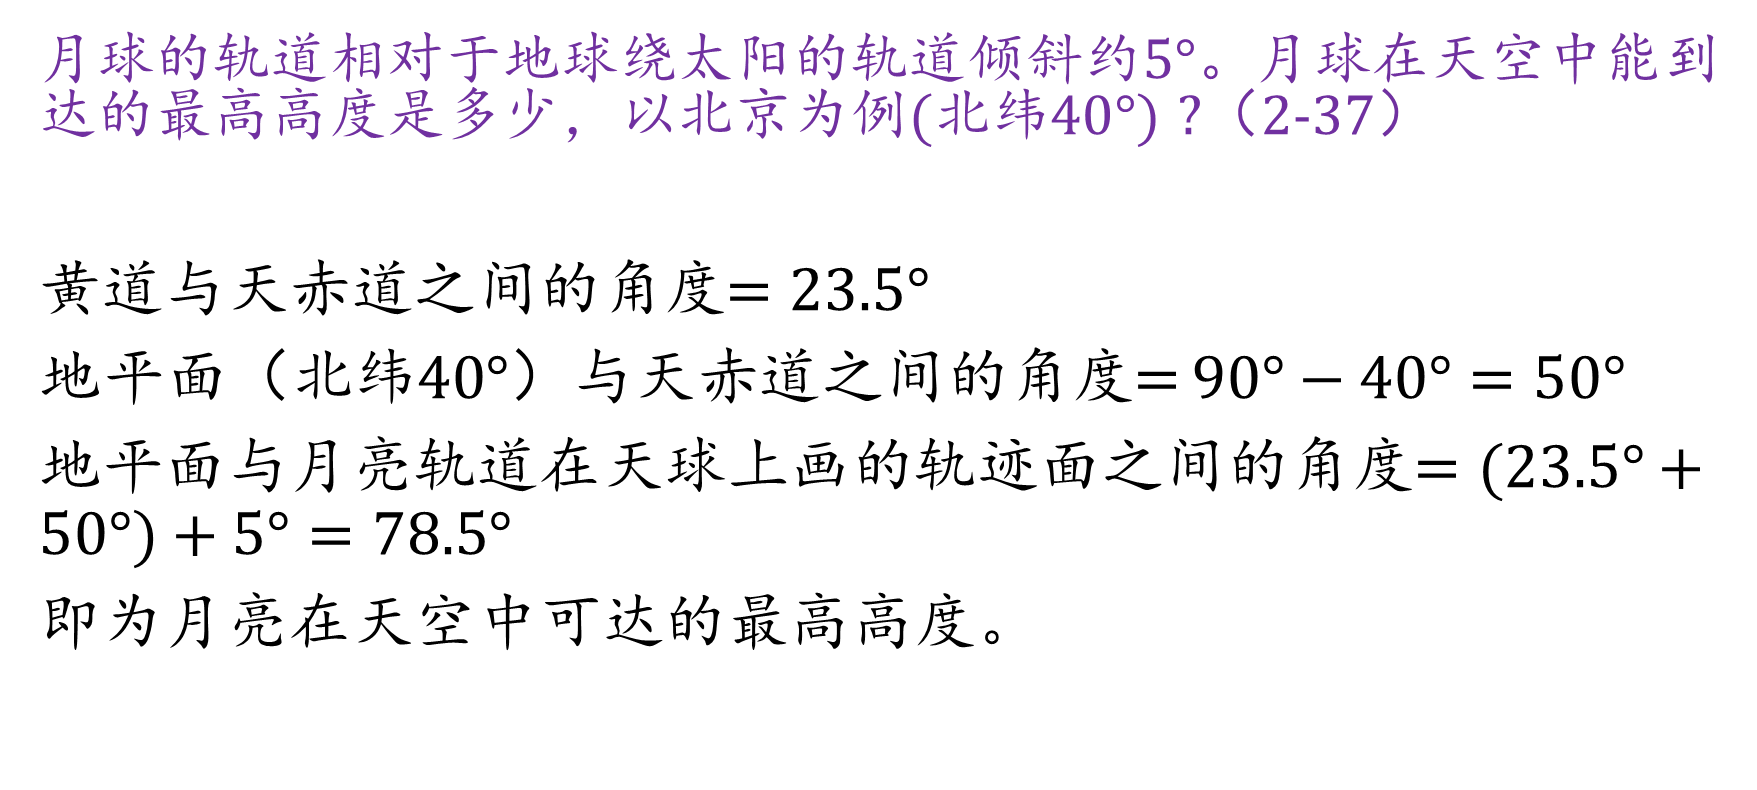 月球的轨道相对于地球绕太阳的轨道倾斜约5°。月球在天空中能到
达的最高高度是多少，以北京为例(北纬40°)？（2-37）
黄道与天赤道之间的角度= 23.5°
地平面（北纬40°）与天赤道之间的角度= 90° − 40° = 50°
地平面与月亮轨道在天球上画的轨迹面之间的角度= (23.5° +
50°) + 5° = 78.5°
即为月亮在天空中可达的最高高度。